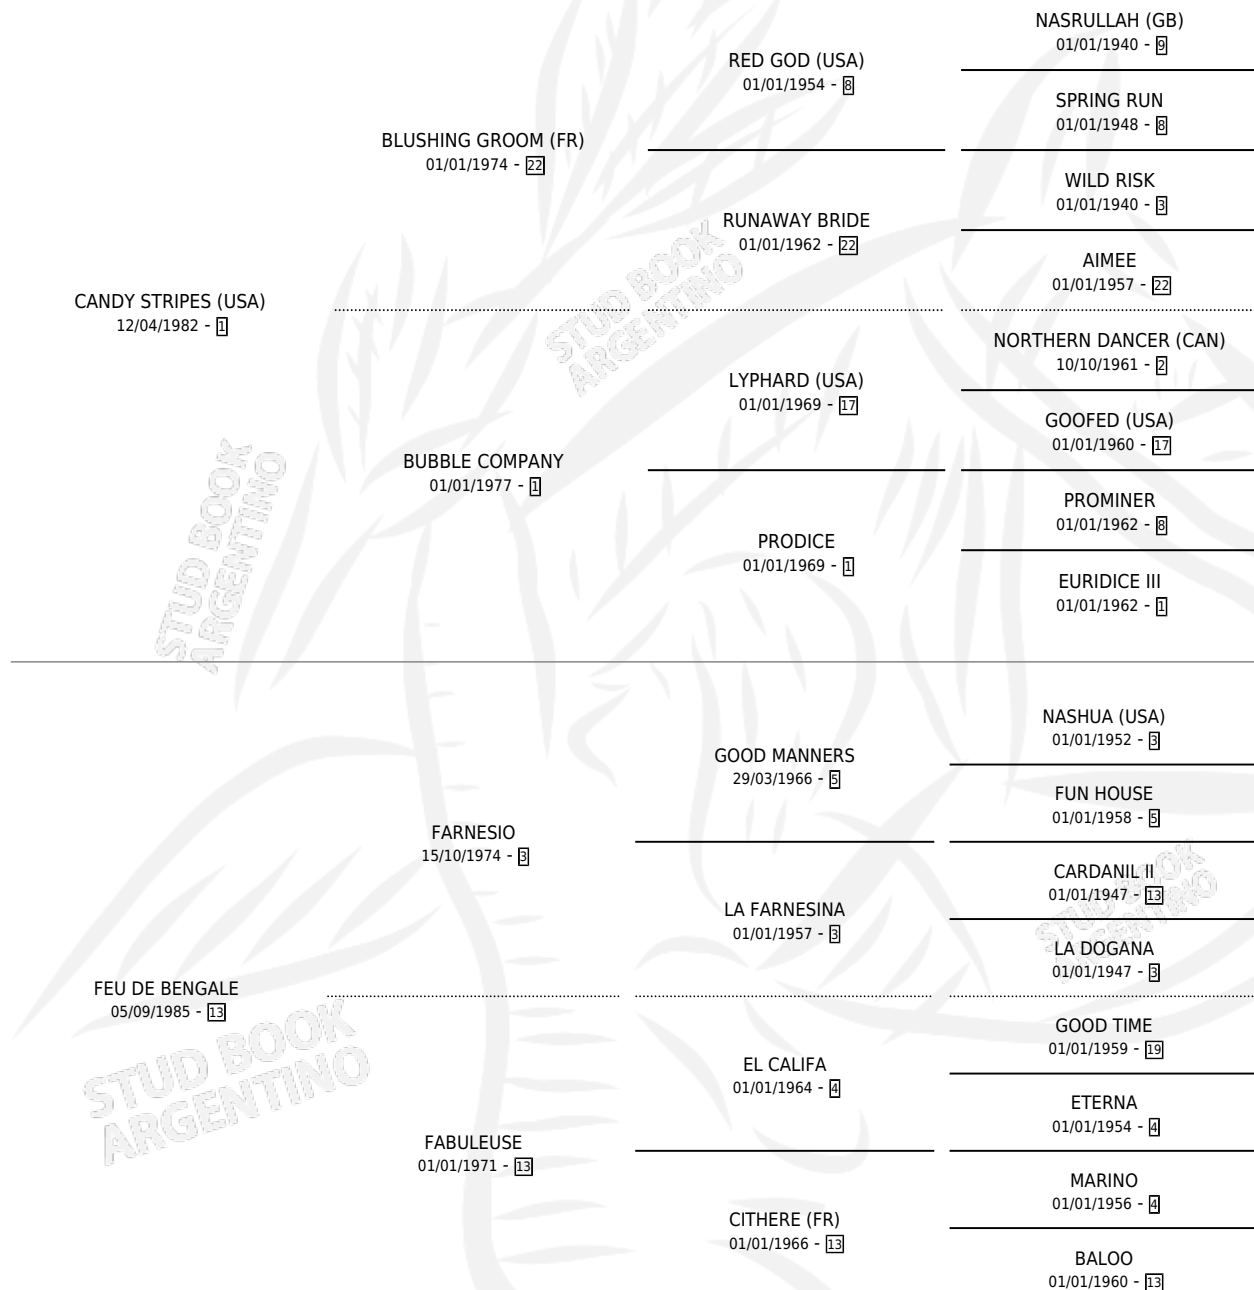 NASRULLAH (GB)
01/01/1940 - 9
RED GOD (USA)
01/01/1954 - 8
SPRING RUN
01/01/1948 - 8
BLUSHING GROOM (FR)
01/01/1974 - 22
WILD RISK
01/01/1940 - 3
RUNAWAY BRIDE
01/01/1962 - 22
AIMEE
01/01/1957 - 22
CANDY STRIPES (USA)
12/04/1982 - 1
NORTHERN DANCER (CAN)
10/10/1961 - 2
LYPHARD (USA)
01/01/1969 - 17
GOOFED (USA)
01/01/1960 - 17
BUBBLE COMPANY
01/01/1977 - 1
PROMINER
01/01/1962 - 8
PRODICE
01/01/1969 - 1
EURIDICE III
01/01/1962 - 1
STUD BOOK
ARGENTINO
STUD BOOK
ARGENTINO
NASHUA (USA)
01/01/1952 - 3
GOOD MANNERS
29/03/1966 - 5
FUN HOUSE
01/01/1958 - 5
FARNESIO
15/10/1974 - 3
CARDANIL II
01/01/1947 - 13
LA FARNESINA
01/01/1957 - 3
LA DOGANA
01/01/1947 - 3
STUD BOOK
ARGENTINO
FEU DE BENGALE
05/09/1985 - 13
GOOD TIME
01/01/1959 - 19
EL CALIFA
01/01/1964 - 4
ETERNA
01/01/1954 - 4
STUD BOOK
ARGENTINO
FABULEUSE
01/01/1971 - 13
MARINO
01/01/1956 - 4
CITHERE (FR)
01/01/1966 - 13
BALOO
01/01/1960 - 13